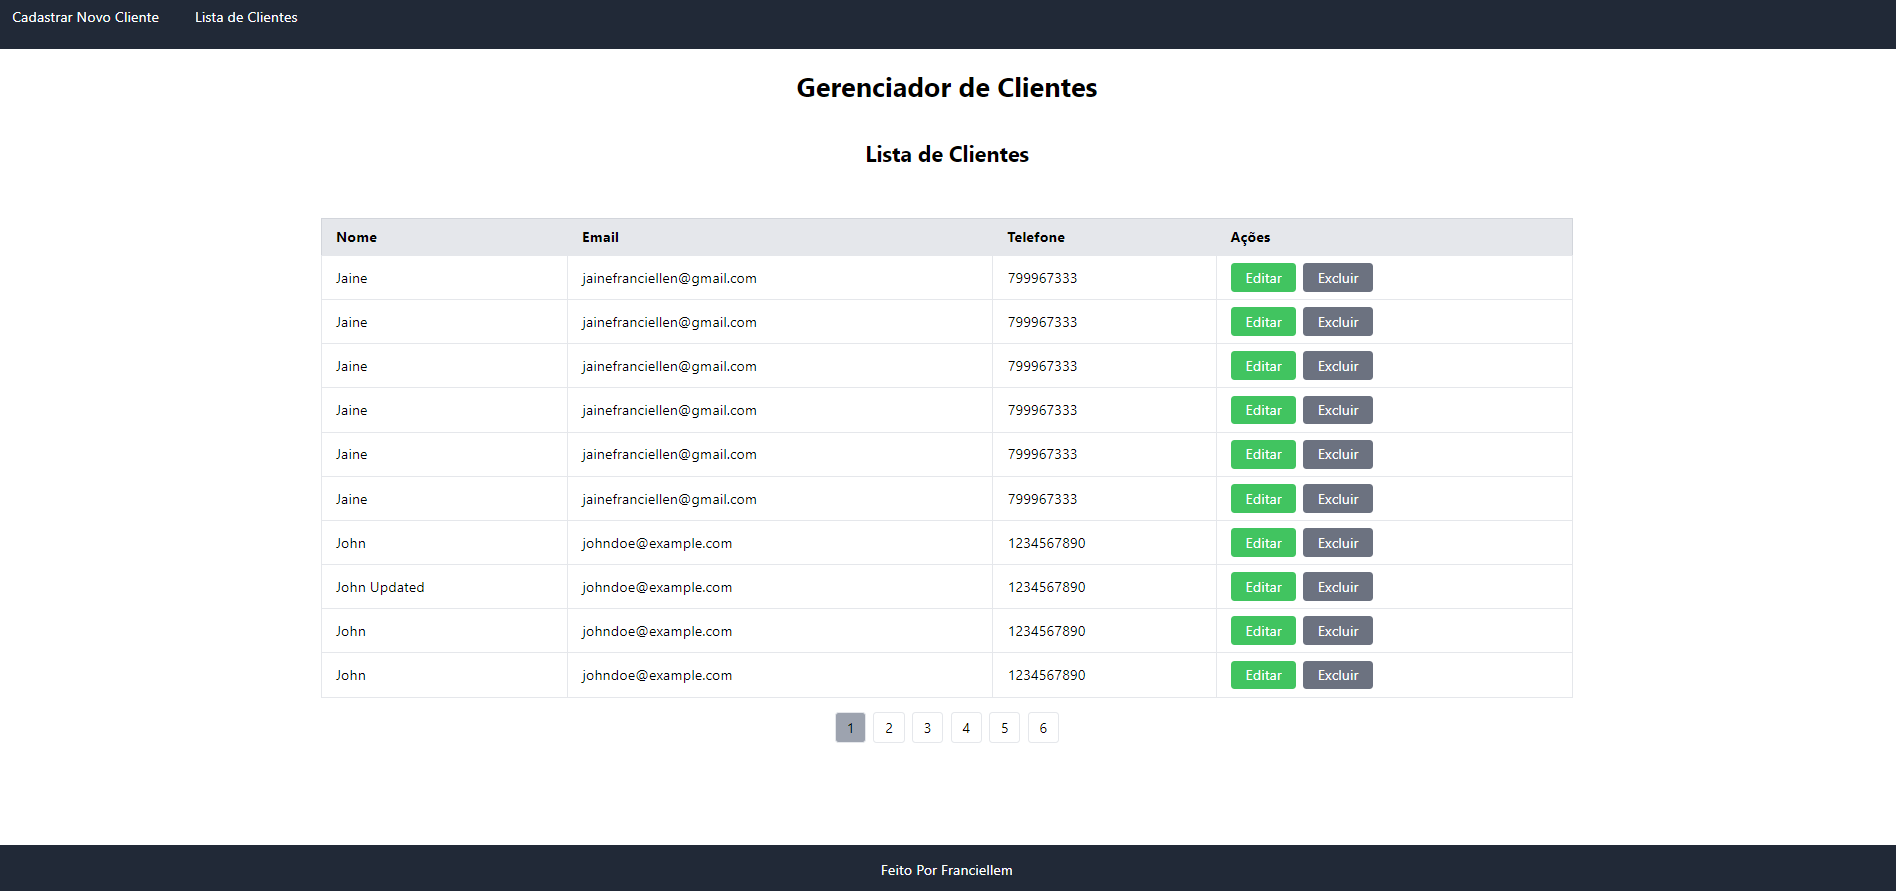 Cadastrar Novo Cliente Lista de Clientes
Gerenciador de Clientes
Lista de Clientes
Nome Email Telefone Ações
Jaine jainefranciellen@gmail.com 799967333 Editar Excluir
Jaine jainefranciellen@gmail.com 799967333 Editar Excluir
Jaine jainefranciellen@gmail.com 799967333 Editar Excluir
Jaine jainefranciellen@gmail.com 799967333 Editar Excluir
Jaine jainefranciellen@gmail.com 799967333 Editar Excluir
Jaine jainefranciellen@gmail.com 799967333 Editar Excluir
John johndoe@example.com 1234567890 Editar Excluir
John Updated johndoe@example.com 1234567890 Editar Excluir
John johndoe@example.com 1234567890 Editar Excluir
John johndoe@example.com 1234567890 Editar Excluir
1 2 3 4 5 6
Feito Por Franciellem